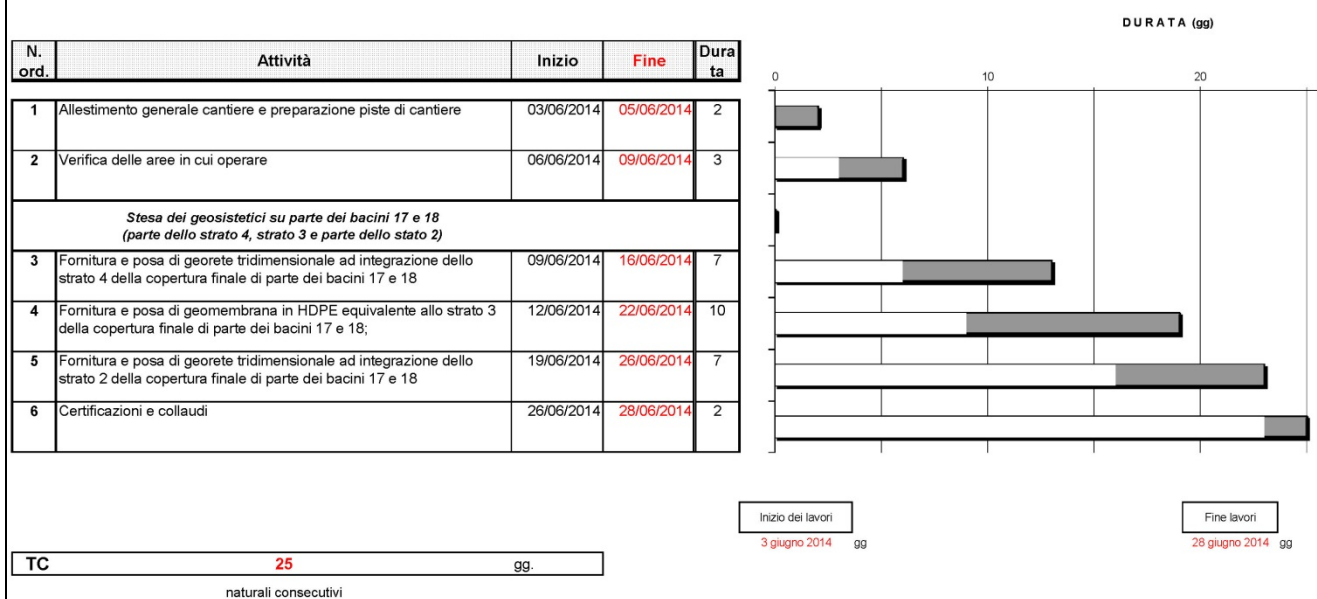 DURATA (gg)
N. ord. Attività Inizio Fine Dura ta
0 10 20
1 Allestimento generale cantiere e preparazione piste di cantiere 03/06/2014 05/06/2014 2
2 Verifica delle aree in cui operare 06/06/2014 09/06/2014 3
Stesa dei geosistetici su parte dei bacini 17 e 18
(parte dello strato 4, strato 3 e parte dello stato 2)
3 Fornitura e posa di georete tridimensionale ad integrazione dello 09/06/2014 16/06/2014 7
strato 4 della copertura finale di parte dei bacini 17 e 18
4 Fornitura e posa di geomembrana in HDPE equivalente allo strato 3 12/06/2014 22/06/2014 10
della copertura finale di parte dei bacini 17 e 18;
5 Fornitura e posa di georete tridimensionale ad integrazione dello 19/06/2014 26/06/2014 7
strato 2 della copertura finale di parte dei bacini 17 e 18
6 Certificazioni e collaudi 26/06/2014 28/06/2014 2
Inizio dei lavori Fine lavori
3 giugno 2014 gg 28 giugno 2014 gg
TC 25 gg.
naturali consecutivi